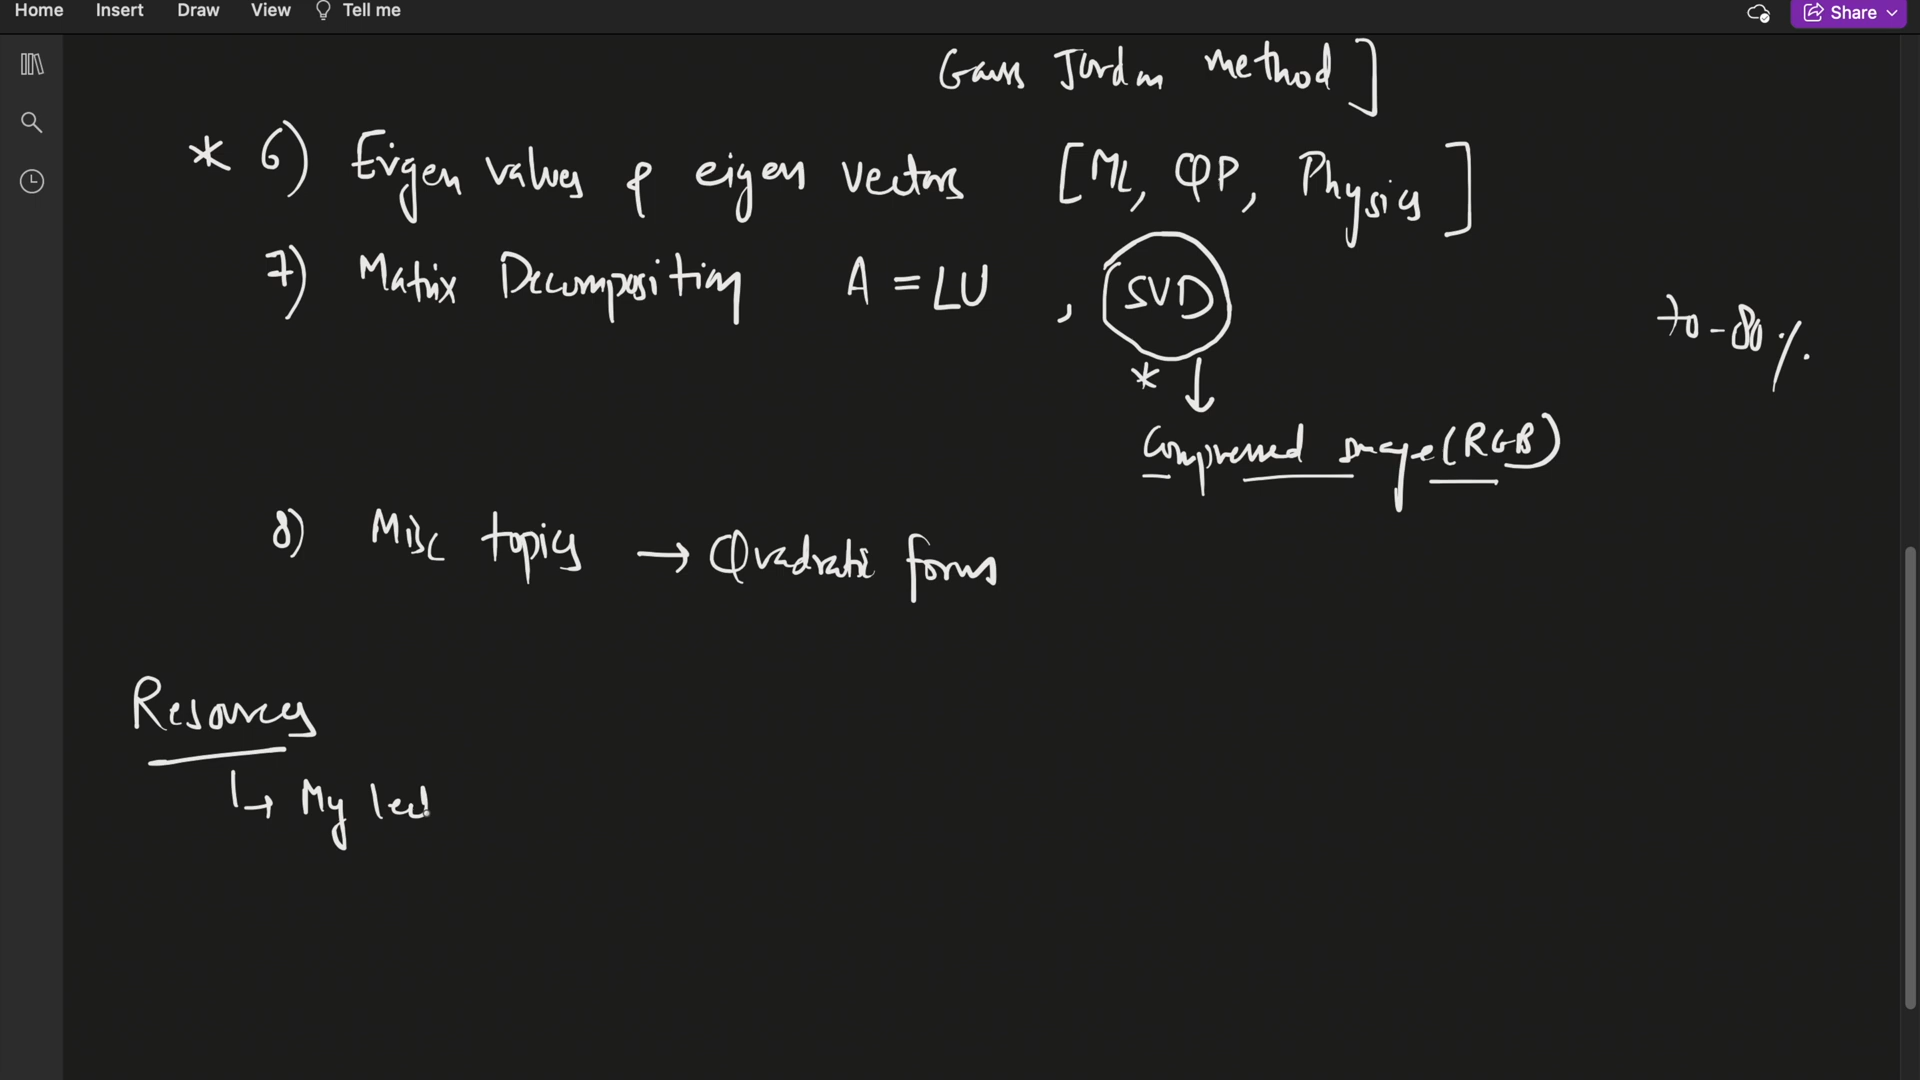 Home Insert Draw View Tell me Share
Gauss Jordan method]
* 6) Eigen values & eigen vectors [ML, QP, Physics]
7) Matrix Decomposition A = LU , SVD
70-80%
* ↓
Compressed Image (RGB)
8) Misc topics → Quadratic forms
Resources
↳ My lect